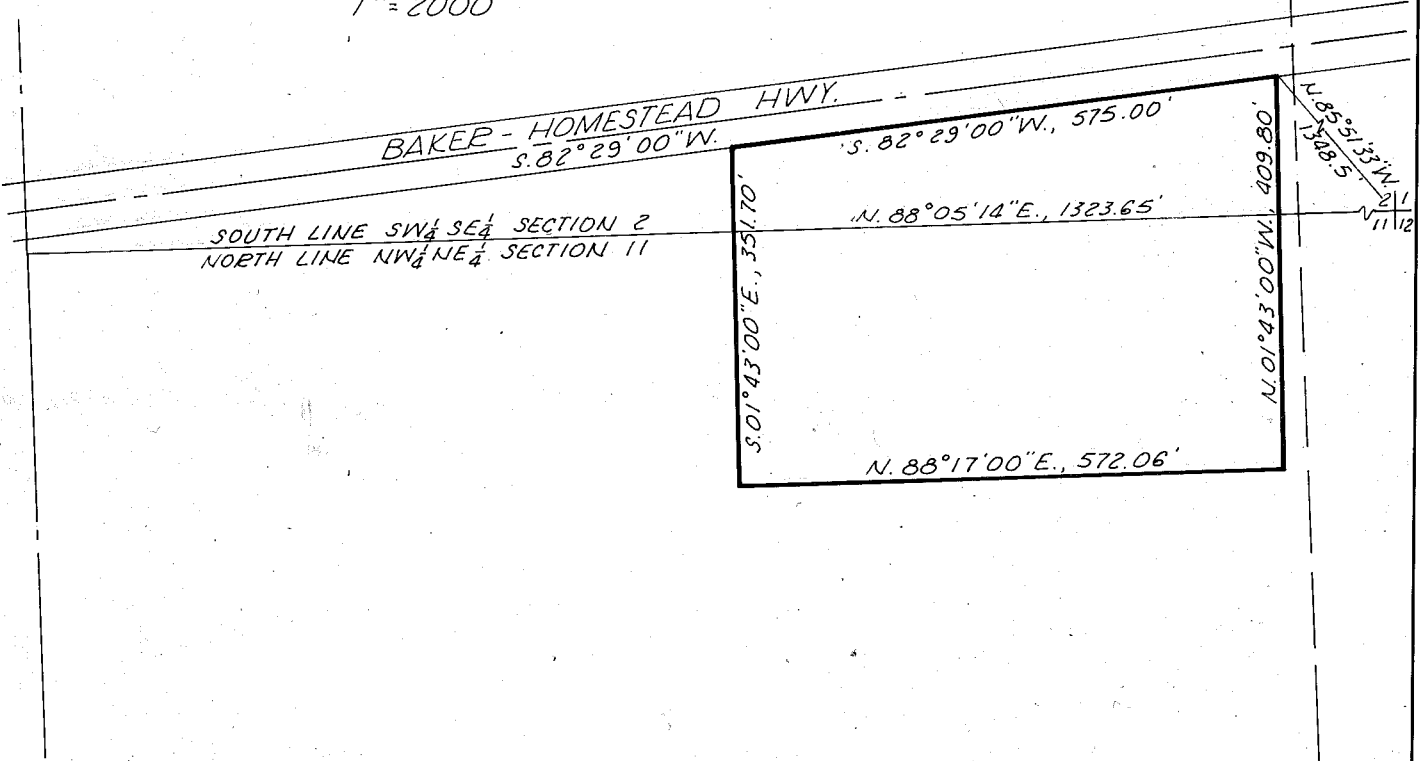 1" = 2000'
BAKER - HOMESTEAD HWY.
S. 82° 29' 00" W.
S. 82° 29' 00" W., 575.00'
N. 85° 51' 33" W.
1348.5'
2 1
11 12
SOUTH LINE SW¼ SE¼ SECTION 2
NORTH LINE NW¼ NE¼ SECTION 11
N. 88° 05' 14" E., 1323.65'
S. 01° 43' 00" E., 351.70'
N. 01° 43' 00" W., 409.80'
N. 88° 17' 00" E., 572.06'